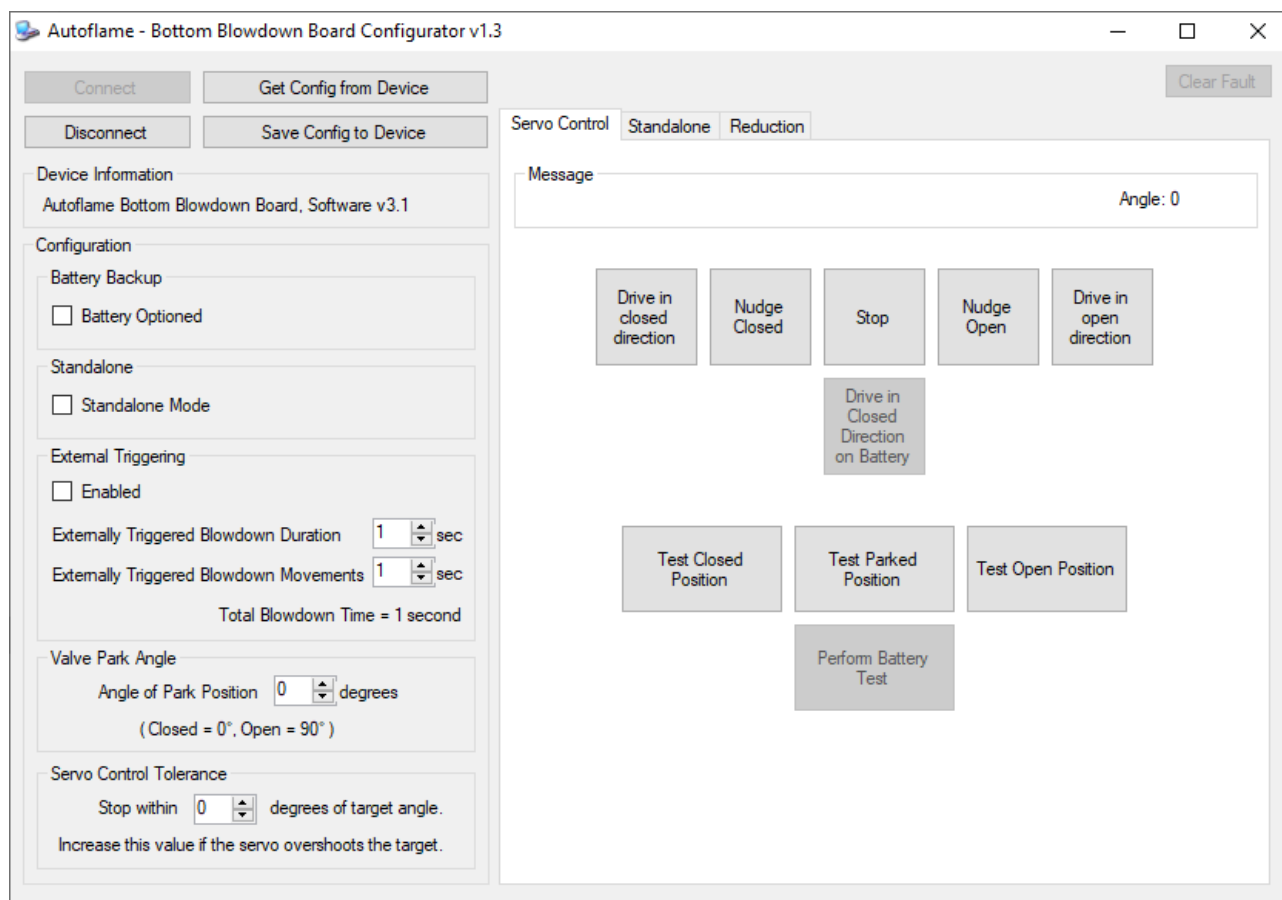 Autoflame - Bottom Blowdown Board Configurator v1.3
Connect
Get Config from Device
Clear Fault
Disconnect
Save Config to Device
Servo Control
Standalone
Reduction
Device Information
Autoflame Bottom Blowdown Board, Software v3.1
Message
Angle: 0
Configuration
Battery Backup
Battery Optioned
Standalone
Standalone Mode
External Triggering
Enabled
Externally Triggered Blowdown Duration 1 sec
Externally Triggered Blowdown Movements 1 sec
Total Blowdown Time = 1 second
Valve Park Angle
Angle of Park Position 0 degrees
( Closed = 0°, Open = 90° )
Servo Control Tolerance
Stop within 0 degrees of target angle.
Increase this value if the servo overshoots the target.
Drive in
closed
direction
Nudge
Closed
Stop
Nudge
Open
Drive in
open
direction
Drive in
Closed
Direction
on Battery
Test Closed
Position
Test Parked
Position
Test Open Position
Perform Battery
Test